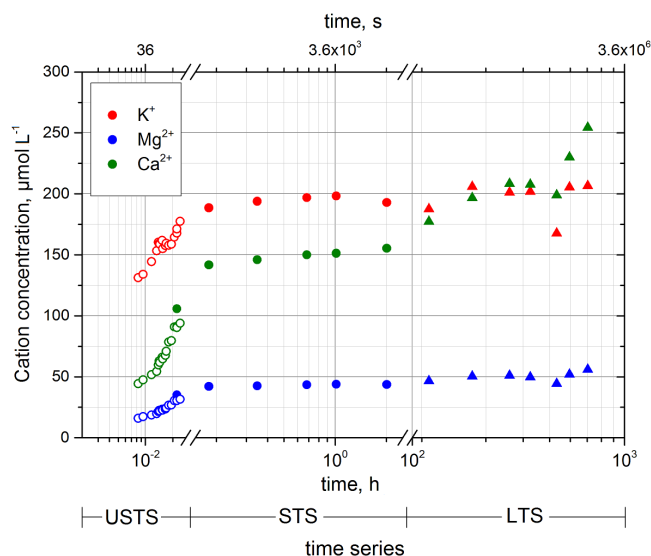 time, s
36
3.6x10³
3.6x10⁶
300
250
200
150
100
50
0
Cation concentration, µmol L⁻¹
K⁺
Mg²⁺
Ca²⁺
10⁻²
10⁰
10²
10³
time, h
USTS
STS
LTS
time series